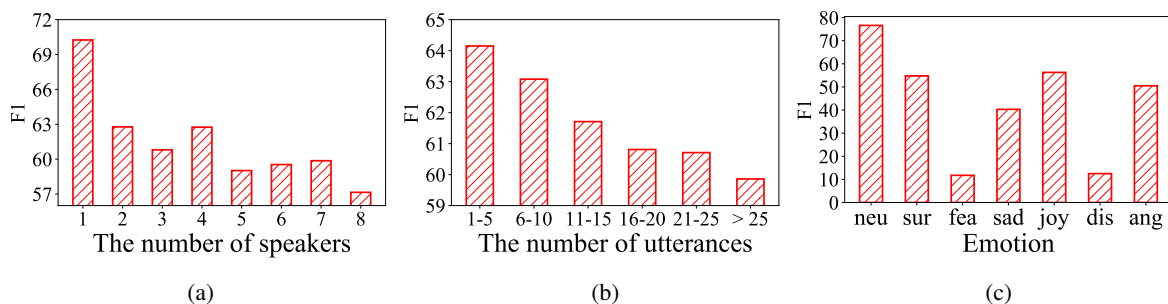 72
69
66
63
60
57
F1
1 2 3 4 5 6 7 8
The number of speakers
(a)
65
64
63
62
61
60
59
F1
1-5 6-10 11-15 16-20 21-25 > 25
The number of utterances
(b)
80
70
60
50
40
30
20
10
0
F1
neu sur fea sad joy dis ang
Emotion
(c)